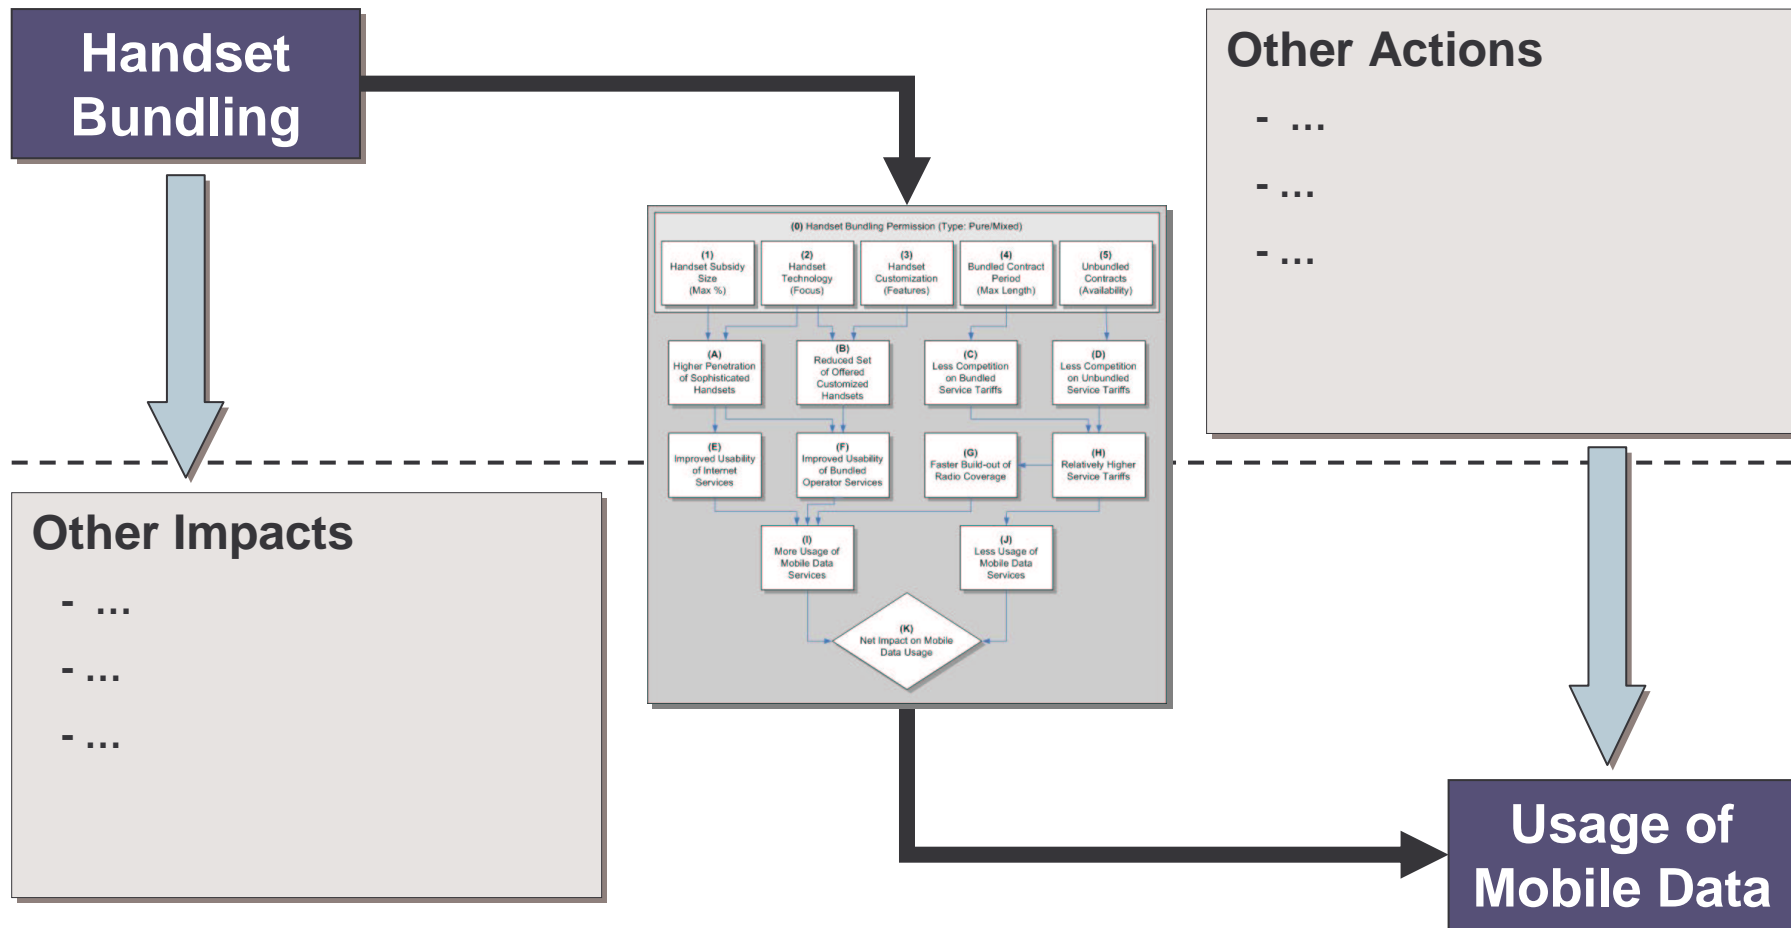 Handset
Bundling
Other Actions
- ...
- ...
- ...
(0) Handset Bundling Permission (Type: Pure/Mixed)
(1)
Handset Subsidy
Size
(Max %)
(2)
Handset
Technology
(Focus)
(3)
Handset
Customization
(Features)
(4)
Bundled Contract
Period
(Max Length)
(5)
Unbundled
Contracts
(Availability)
(A)
Higher Penetration
of Sophisticated
Handsets
(B)
Reduced Set
of Offered
Customized
Handsets
(C)
Less Competition
on Bundled
Service Tariffs
(D)
Less Competition
on Unbundled
Service Tariffs
(E)
Improved Usability
of Internet
Services
(F)
Improved Usability
of Bundled
Operator Services
(G)
Faster Build-out of
Radio Coverage
(H)
Relatively Higher
Service Tariffs
(I)
More Usage of
Mobile Data
Services
(J)
Less Usage of
Mobile Data
Services
(K)
Net Impact on Mobile
Data Usage
Other Impacts
- ...
- ...
- ...
Usage of
Mobile Data